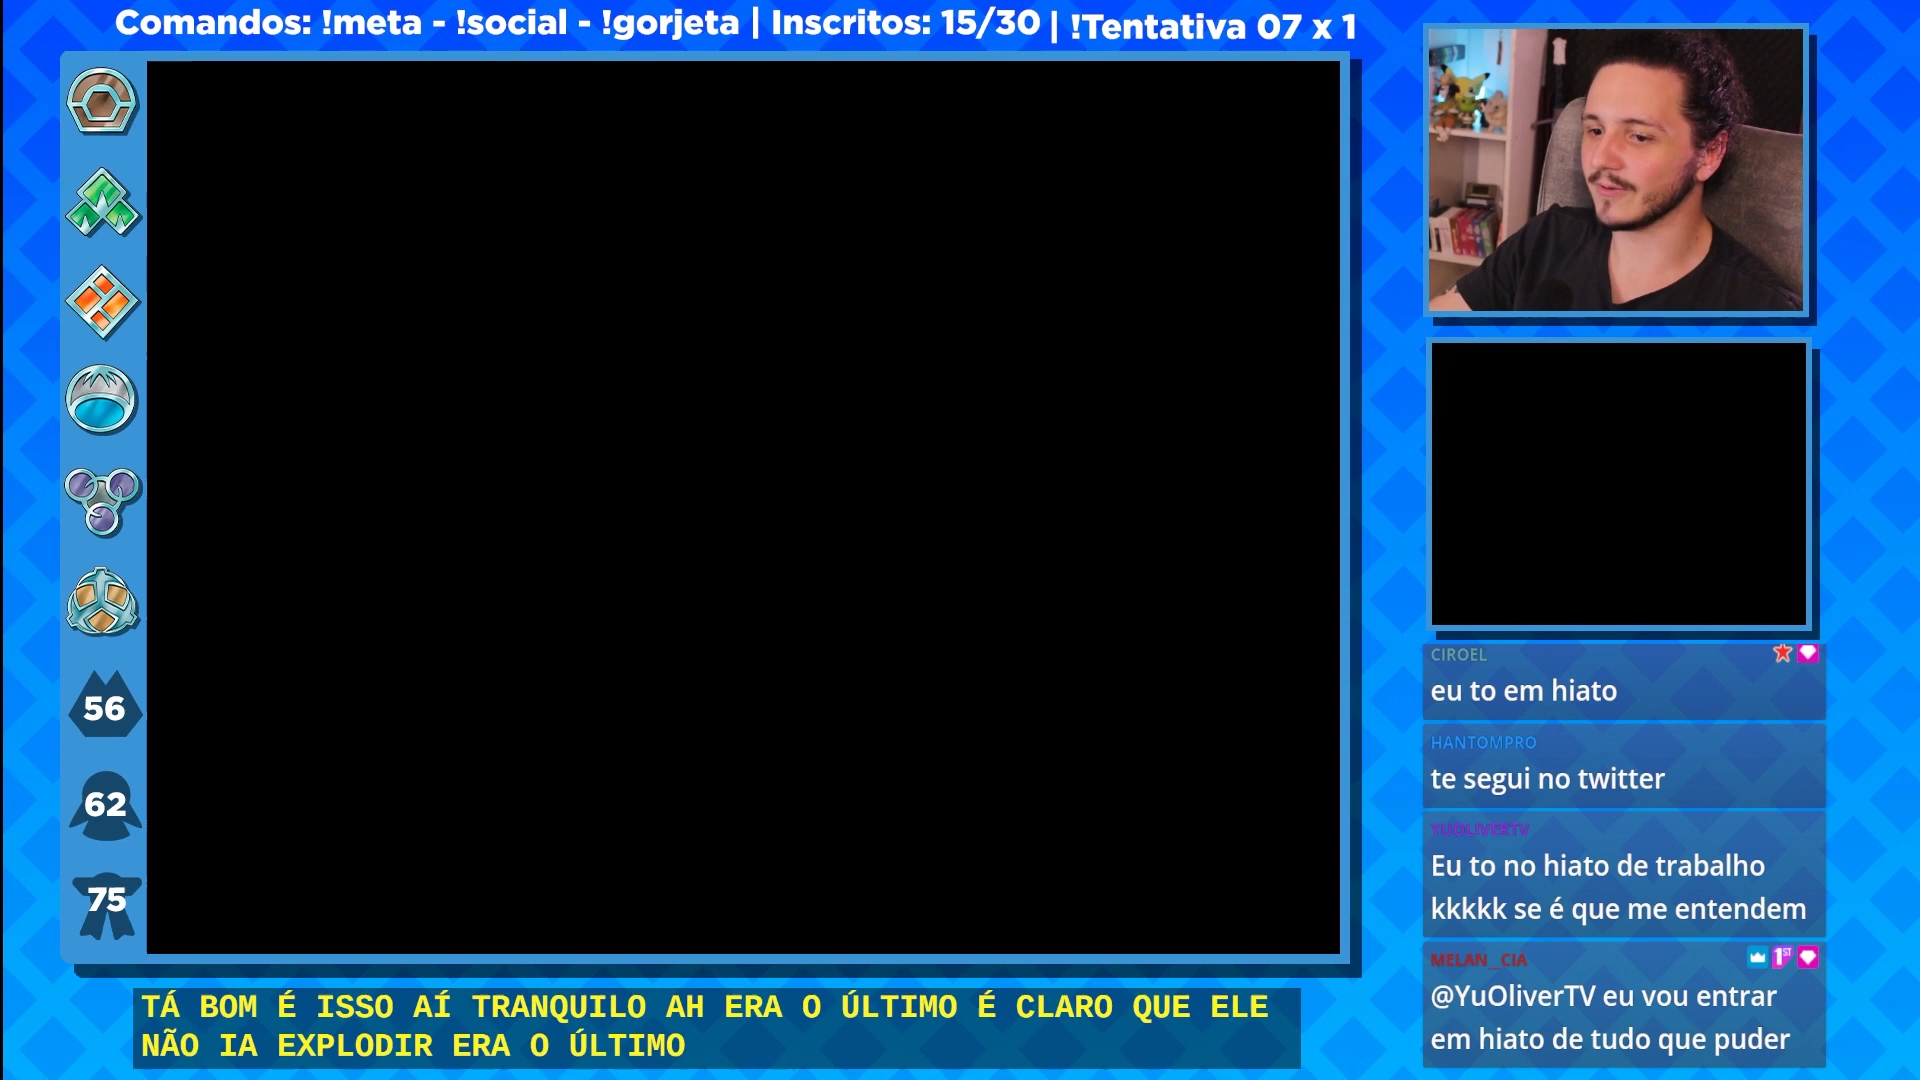 Comandos: !meta - !social - !gorjeta | Inscritos: 15/30 | !Tentativa 07 x 1
56
62
75
CIROEL
eu to em hiato
HANTOMPRO
te segui no twitter
YUOLIVERTV
Eu to no hiato de trabalho
kkkkk se é que me entendem
MELAN_CIA
1ST
@YuOliverTV eu vou entrar
em hiato de tudo que puder
TÁ BOM É ISSO AÍ TRANQUILO AH ERA O ÚLTIMO É CLARO QUE ELE
NÃO IA EXPLODIR ERA O ÚLTIMO